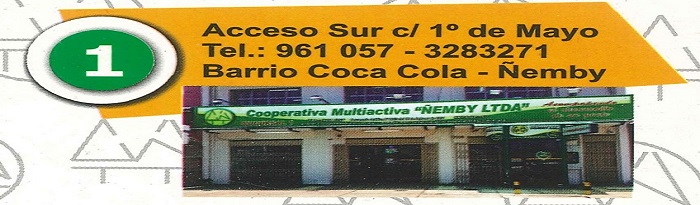 1
Acceso Sur c/ 1º de Mayo
Tel.: 961 057 - 3283271
Barrio Coca Cola - Ñemby
Cooperativa Multiactiva "ÑEMBY LTDA"